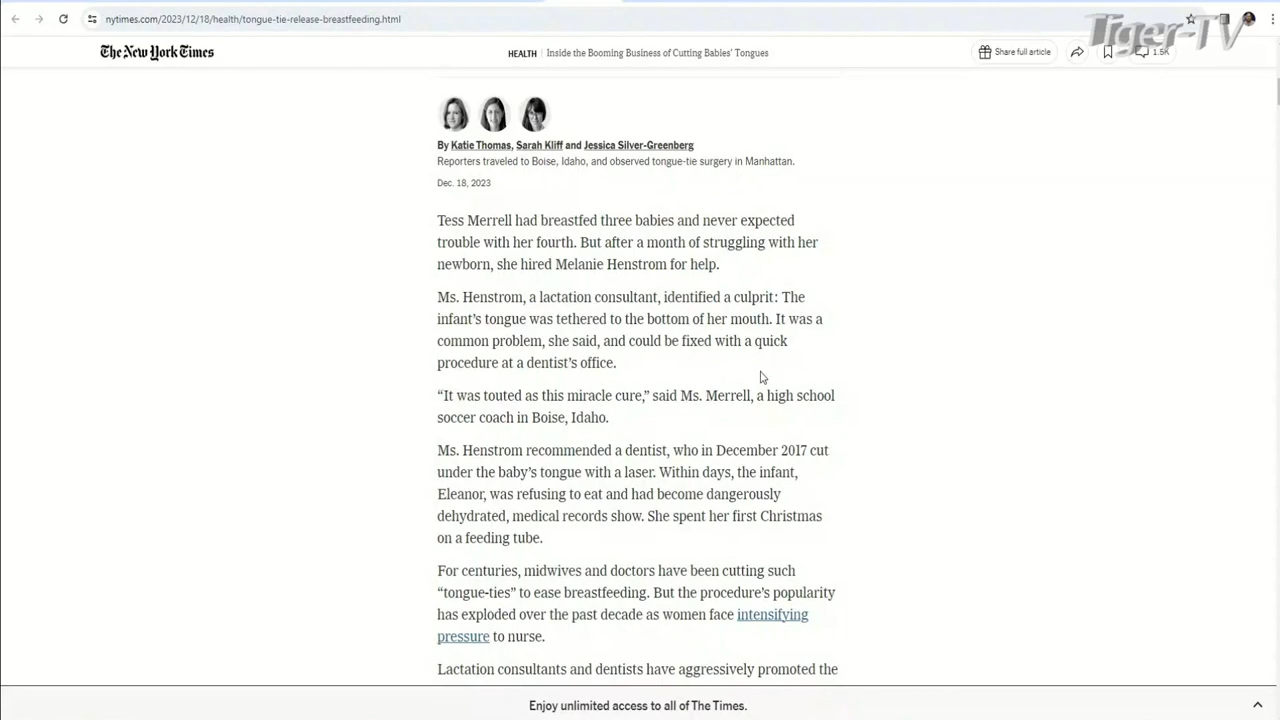 nytimes.com/2023/12/18/health/tongue-tie-release-breastfeeding.html
Tiger-TV
The New York Times
HEALTH | Inside the Booming Business of Cutting Babies' Tongues
Share full article
1.5K
By Katie Thomas, Sarah Kliff and Jessica Silver-Greenberg
Reporters traveled to Boise, Idaho, and observed tongue-tie surgery in Manhattan.
Dec. 18, 2023
Tess Merrell had breastfed three babies and never expected
trouble with her fourth. But after a month of struggling with her
newborn, she hired Melanie Henstrom for help.
Ms. Henstrom, a lactation consultant, identified a culprit: The
infant's tongue was tethered to the bottom of her mouth. It was a
common problem, she said, and could be fixed with a quick
procedure at a dentist's office.
“It was touted as this miracle cure,” said Ms. Merrell, a high school
soccer coach in Boise, Idaho.
Ms. Henstrom recommended a dentist, who in December 2017 cut
under the baby's tongue with a laser. Within days, the infant,
Eleanor, was refusing to eat and had become dangerously
dehydrated, medical records show. She spent her first Christmas
on a feeding tube.
For centuries, midwives and doctors have been cutting such
“tongue-ties” to ease breastfeeding. But the procedure's popularity
has exploded over the past decade as women face intensifying
pressure to nurse.
Lactation consultants and dentists have aggressively promoted the
Enjoy unlimited access to all of The Times.